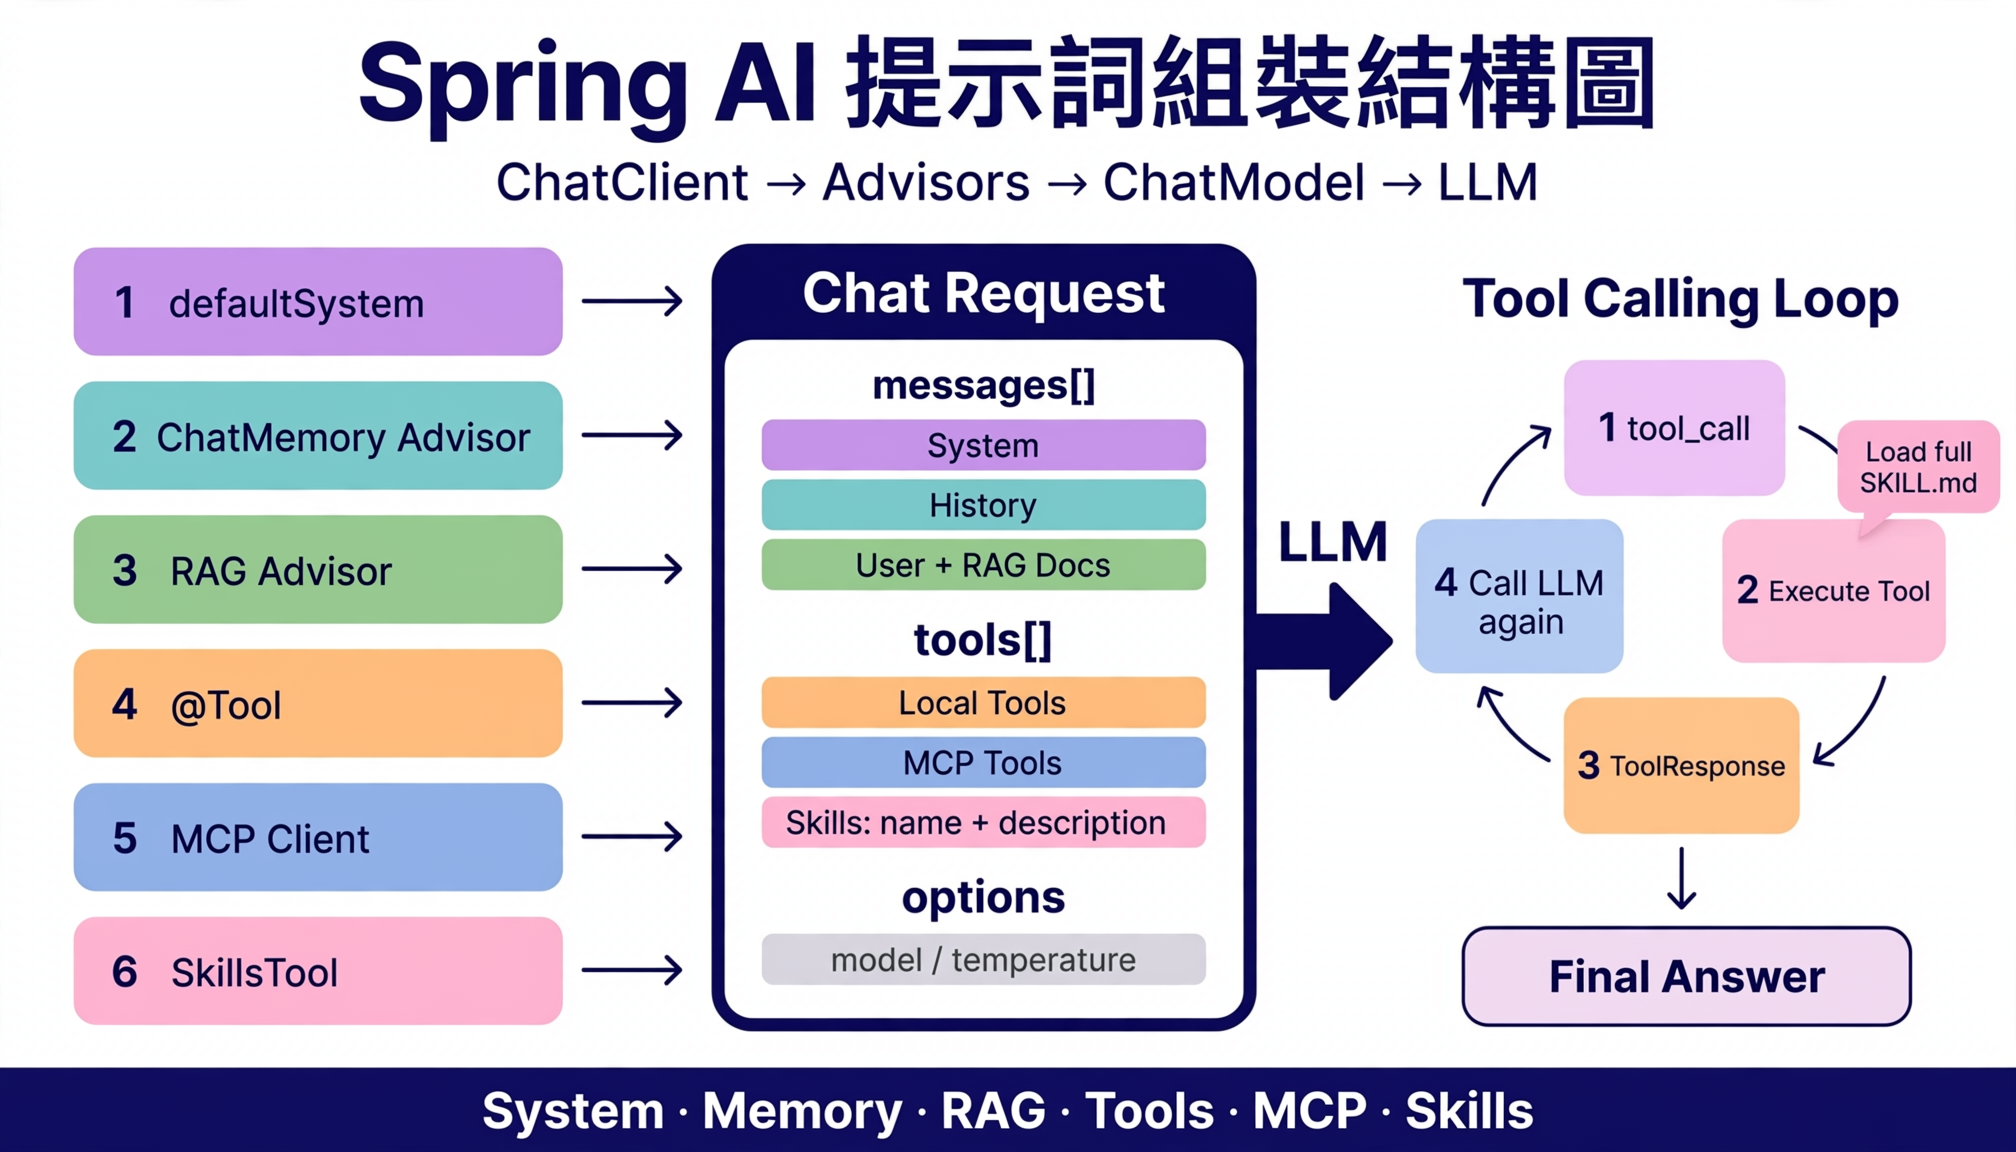 Spring AI 提示詞組裝結構圖
ChatClient → Advisors → ChatModel → LLM
1 defaultSystem
2 ChatMemory Advisor
3 RAG Advisor
4 @Tool
5 MCP Client
6 SkillsTool
Chat Request
messages[]
System
History
User + RAG Docs
tools[]
Local Tools
MCP Tools
Skills: name + description
options
model / temperature
LLM
Tool Calling Loop
1 tool_call
Load full
SKILL.md
2 Execute Tool
3 ToolResponse
4 Call LLM
again
Final Answer
System · Memory · RAG · Tools · MCP · Skills